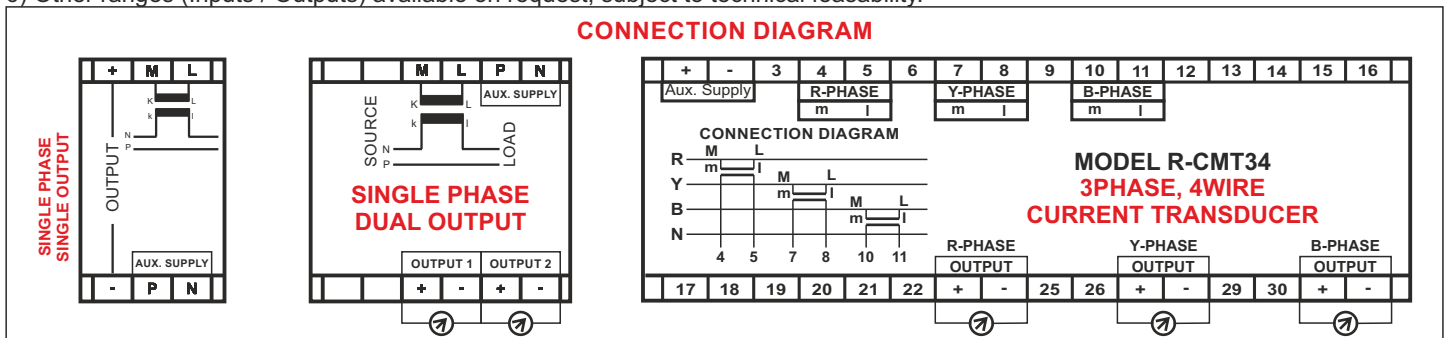 CONNECTION DIAGRAM
SINGLE PHASE
SINGLE OUTPUT
+ M L
K L
k l
AUX. SUPPLY
N
P
OUTPUT
AUX. SUPPLY
- P N
M L P N
AUX. SUPPLY
K L
k l
SOURCE
N
P
LOAD
SINGLE PHASE
DUAL OUTPUT
OUTPUT 1 OUTPUT 2
+ - + -
+ - 3 4 5 6 7 8 9 10 11 12 13 14 15 16
Aux. Supply R-PHASE Y-PHASE B-PHASE
m l m l m l
CONNECTION DIAGRAM
R M L
m l
Y M L
m l
B M L
m l
N
4 5 7 8 10 11
MODEL R-CMT34
3PHASE, 4WIRE
CURRENT TRANSDUCER
R-PHASE Y-PHASE B-PHASE
OUTPUT OUTPUT OUTPUT
17 18 19 20 21 22 + - 25 26 + - 29 30 + -